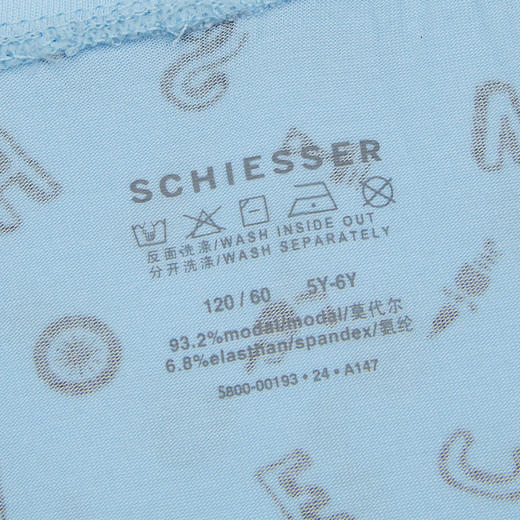 SCHIESSER
反面洗涤/WASH INSIDE OUT
分开洗涤/WASH SEPARATELY
120/60 5Y-6Y
93.2%modal/modal/莫代尔
6.8%elasthan/spandex/氨纶
5800-00193•24•A147